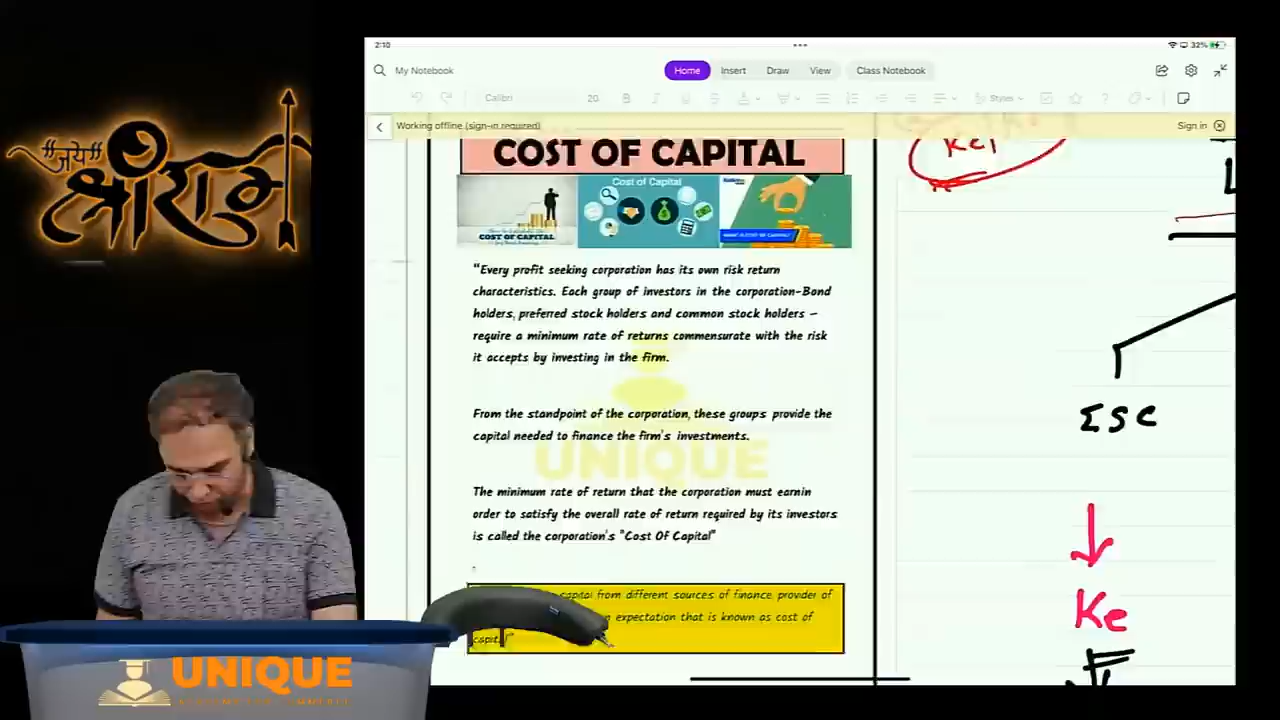 2:10
32%
My Notebook
Home
Insert
Draw
View
Class Notebook
Calibri
20
Styles
Working offline (sign-in required)
Sign in
"जय"
श्रीराम
COST OF CAPITAL
Cost of Capital
COST OF CAPITAL
"Every profit seeking corporation has its own risk return
characteristics. Each group of investors in the corporation-Bond
holders, preferred stock holders and common stock holders –
require a minimum rate of returns commensurate with the risk
it accepts by investing in the firm.
From the standpoint of the corporation, these groups provide the
capital needed to finance the firm's investments.
The minimum rate of return that the corporation must earnin
order to satisfy the overall rate of return required by its investors
is called the corporation's "Cost Of Capital"
capital from different sources of finance, provider of
expectation that is known as cost of
capital"
UNIQUE
ESC
Ke
UNIQUE